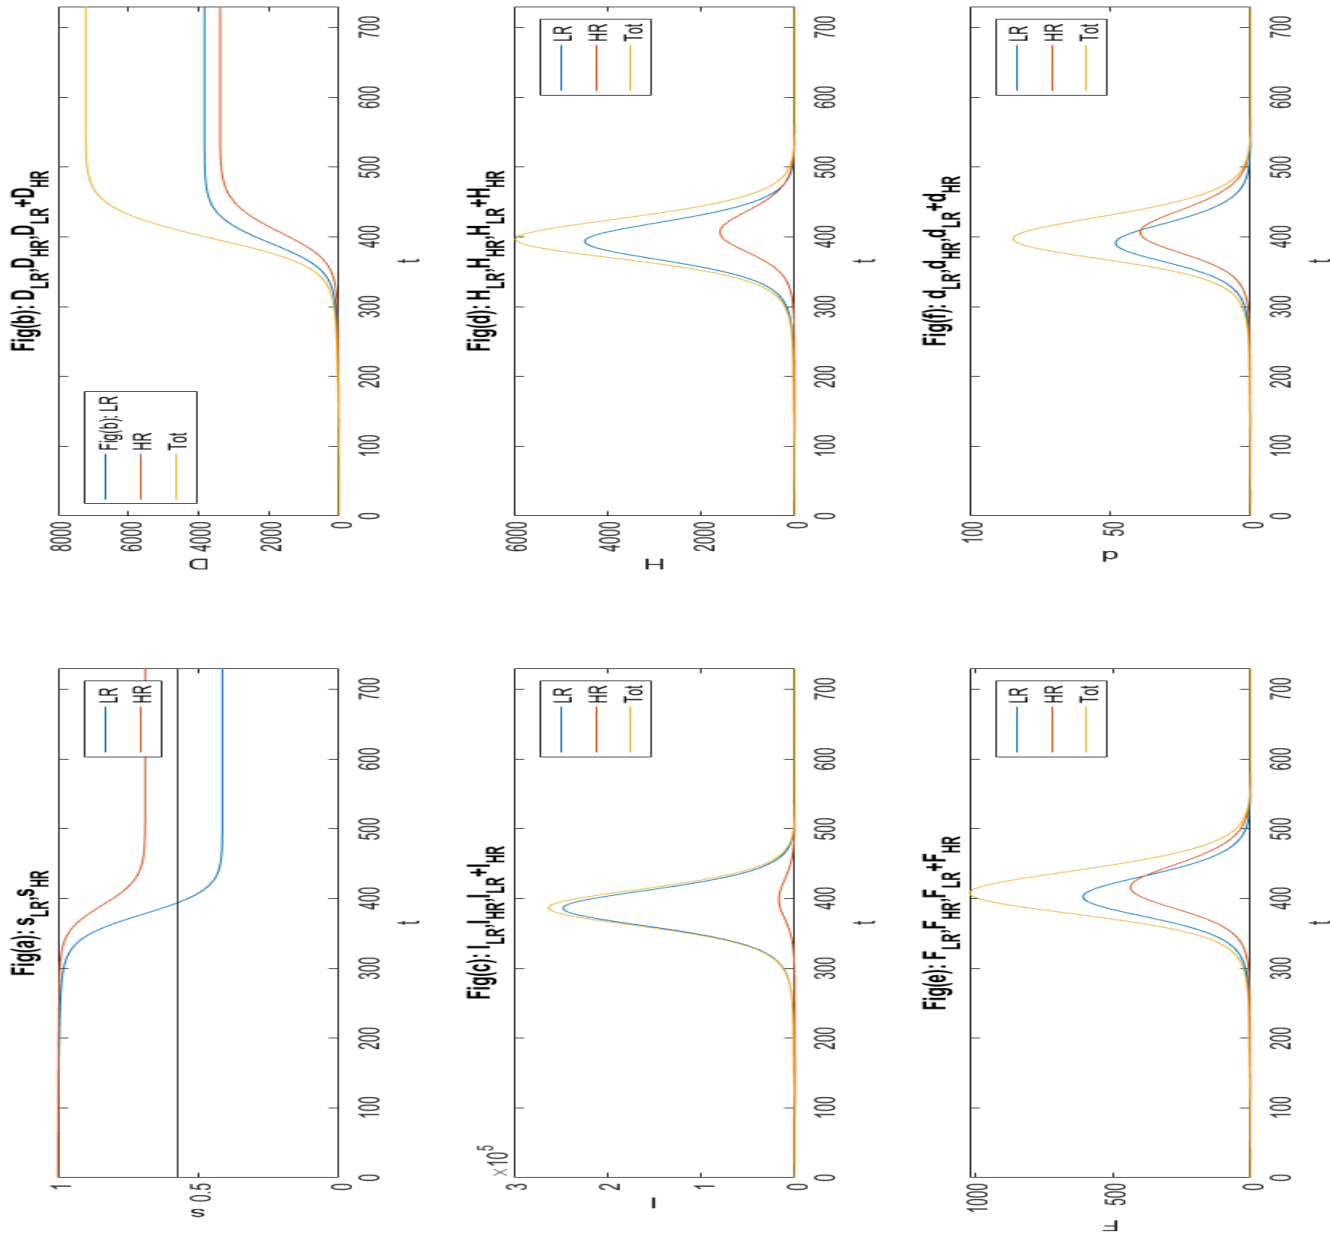 Fig(a): s_LR,s_HR
1
0.5
0
s
0 100 200 300 400 500 600 700
t
LR
HR
Fig(b): D_LR,D_HR,D_LR+D_HR
8000
6000
4000
2000
0
D
0 100 200 300 400 500 600 700
t
Fig(b): LR
HR
Tot
Fig(c): I_LR,I_HR,I_LR+I_HR
×10^5
3
2
1
0
I
0 100 200 300 400 500 600 700
t
LR
HR
Tot
Fig(d): H_LR,H_HR,H_LR+H_HR
6000
4000
2000
0
H
0 100 200 300 400 500 600 700
t
LR
HR
Tot
Fig(e): F_LR,F_HR,F_LR+F_HR
1000
500
0
F
0 100 200 300 400 500 600 700
t
LR
HR
Tot
Fig(f): d_LR,d_HR,d_LR+d_HR
100
50
0
d
0 100 200 300 400 500 600 700
t
LR
HR
Tot